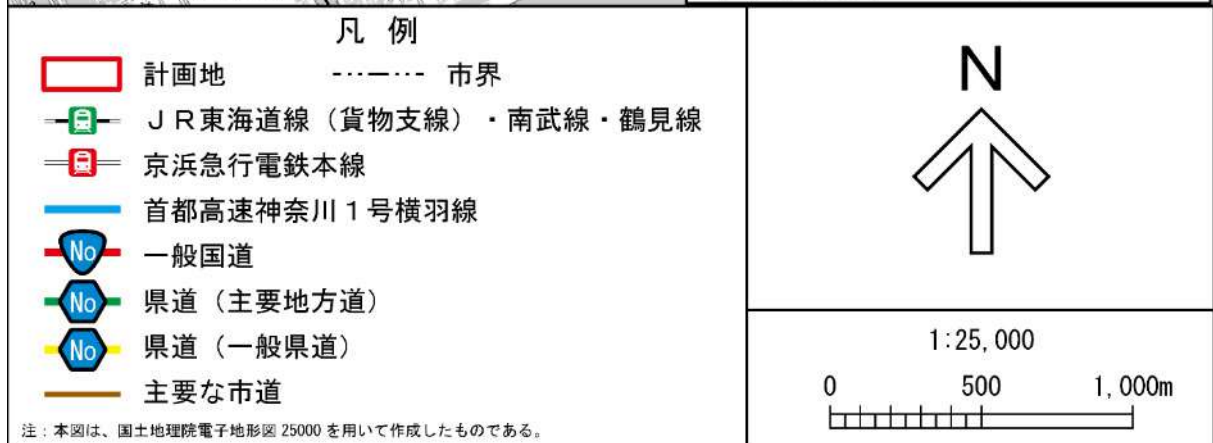 凡 例
計画地 市界
ＪＲ東海道線（貨物支線）・南武線・鶴見線
京浜急行電鉄本線
首都高速神奈川１号横羽線
No 一般国道
No 県道（主要地方道）
No 県道（一般県道）
主要な市道
注：本図は、国土地理院電子地形図 25000 を用いて作成したものである。
N
1:25,000
0 500 1,000m